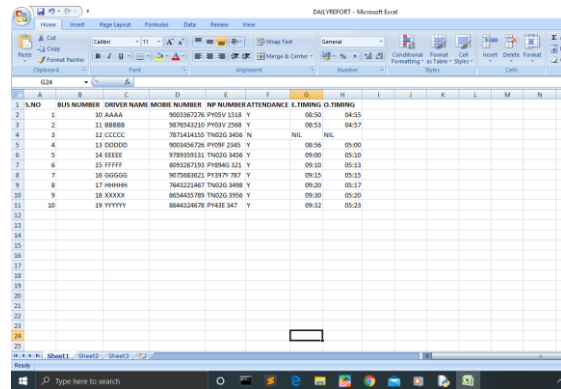 DAILYREPORT - Microsoft Excel
Home Insert Page Layout Formulas Data Review View
Cut
Copy
Format Painter
Paste
Calibri 11
Wrap Text
Merge & Center
General
Conditional Formatting
Format as Table
Cell Styles
Insert Delete Format
Clipboard Font Alignment Number Styles Cells
G24 fx
A B C D E F G H I J K L M N
1 S.NO BUS NUMBER DRIVER NAME MOBIE NUMBER NP NUMBER ATTENDANCE E.TIMING O.TIMING
2 1 10 AAAA 9003367276 PY05V 1518 Y 08:50 04:55
3 2 11 BBBBB 9876543210 PY03V 2568 Y 08:53 04:57
4 3 12 CCCCC 7871414155 TN02G 3456 N NIL NIL
5 4 13 DDDDD 9003456726 PY09F 2345 Y 08:56 05:00
6 5 14 EEEEE 9789359131 TN02G 3456 Y 09:00 05:10
7 6 15 FFFFF 8093287193 PY894G 321 Y 09:10 05:13
8 7 16 GGGGG 9075683621 PY397Y 787 Y 09:15 05:15
9 8 17 HHHHH 7643221467 TN02G 3498 Y 09:20 05:17
10 9 18 XXXXX 8654435789 TN02G 3956 Y 09:30 05:20
11 10 19 YYYYYY 8644324678 PY43E 347 Y 09:32 05:23
12
13
14
15
16
17
18
19
20
21
22
23
24
25
Sheet1 Sheet2 Sheet3
Ready
Type here to search